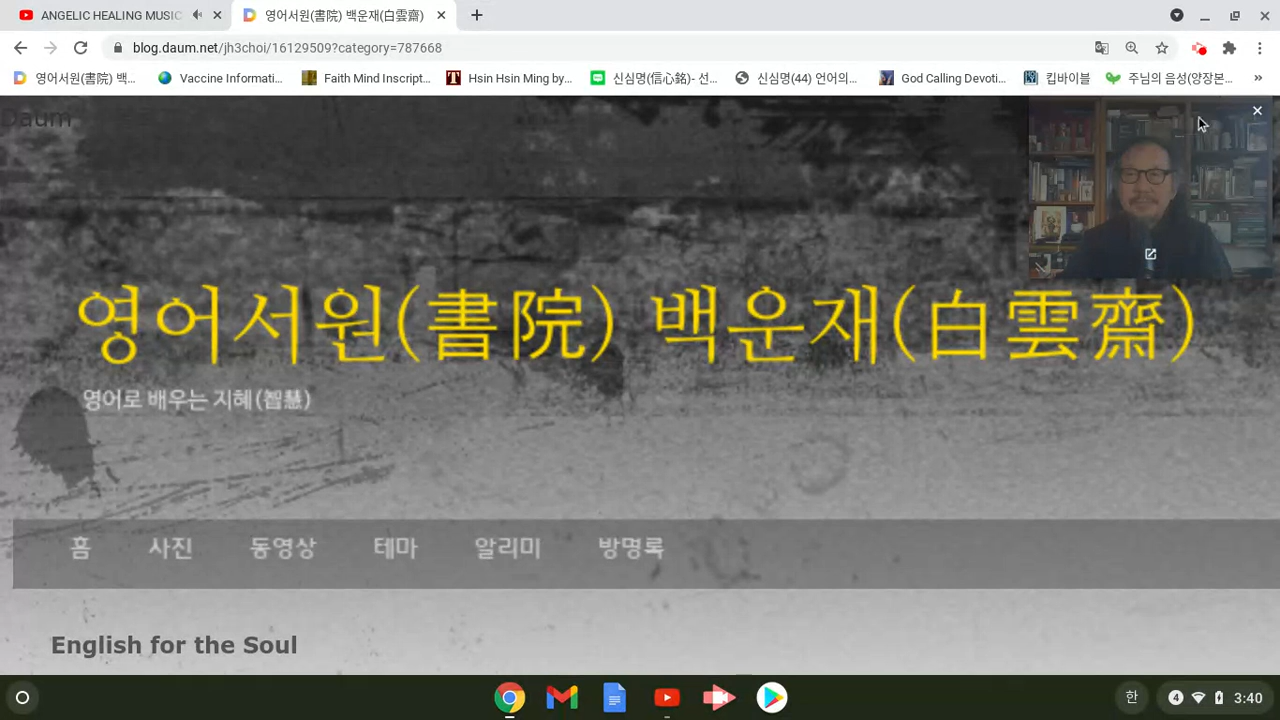 ANGELIC HEALING MUSIC
영어서원(書院) 백운재(白雲齋)
blog.daum.net/jh3choi/16129509?category=787668
영어서원(書院) 백...
Vaccine Informati...
Faith Mind Inscript...
Hsin Hsin Ming by...
신심명(信心銘)- 선...
신심명(44) 언어의...
God Calling Devoti...
킵바이블
주님의 음성(양장본...
Daum
영어서원(書院) 백운재(白雲齋)
영어로 배우는 지혜(智慧)
홈 사진 동영상 테마 알리미 방명록
English for the Soul
한 4 3:40